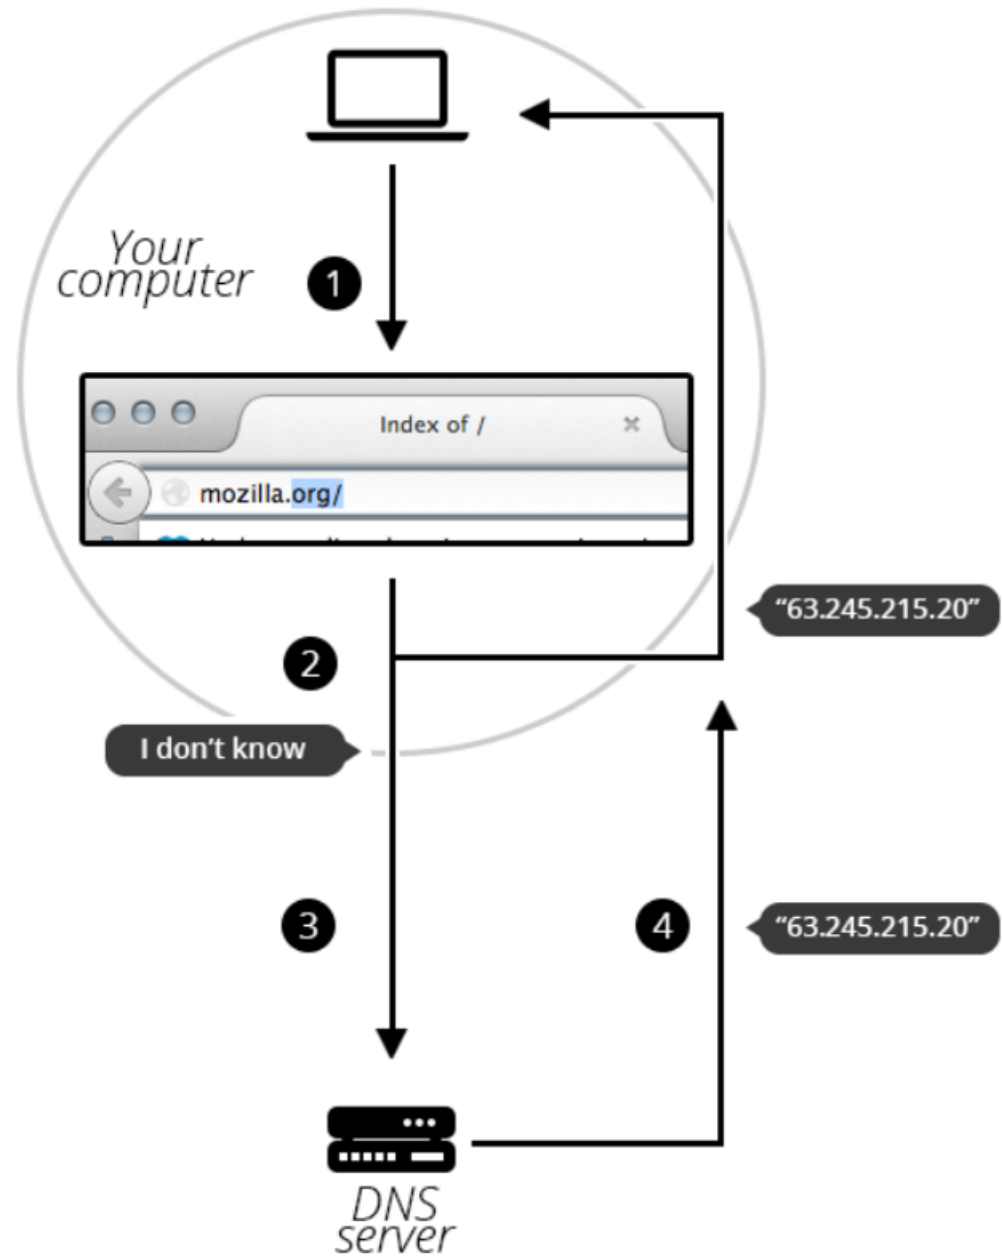 Your
computer
1
Index of /
mozilla.org/
2
"63.245.215.20"
I don't know
3
4
"63.245.215.20"
DNS
server